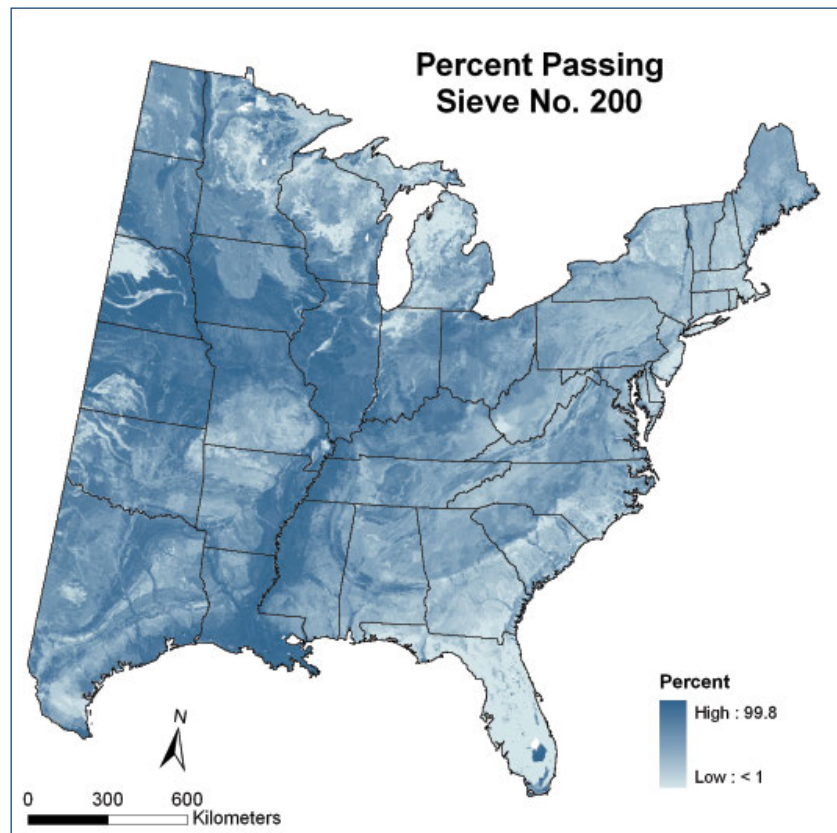 Percent Passing
Sieve No. 200
Percent
High : 99.8
Low : < 1
N
0 300 600
Kilometers